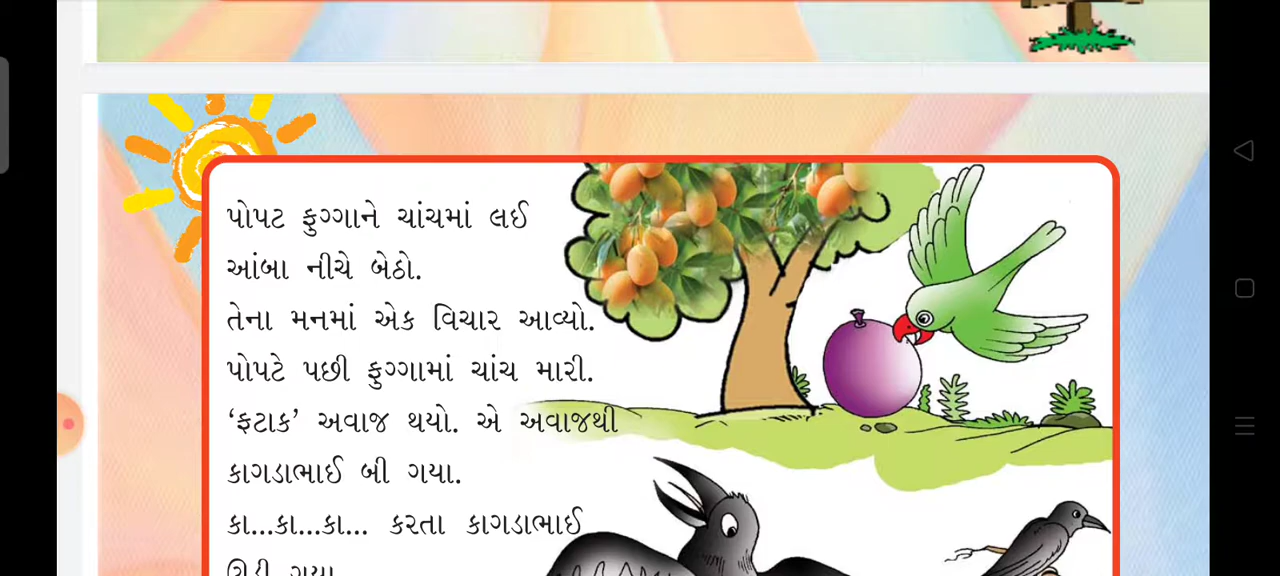 પોપટ ફુગ્ગાને ચાંચમાં લઈ
આંબા નીચે બેઠો.
તેના મનમાં એક વિચાર આવ્યો.
પોપટે પછી ફુગ્ગામાં ચાંચ મારી.
‘ફટાક’ અવાજ થયો. એ અવાજથી
કાગડાભાઈ બી ગયા.
કા...કા...કા... કરતા કાગડાભાઈ